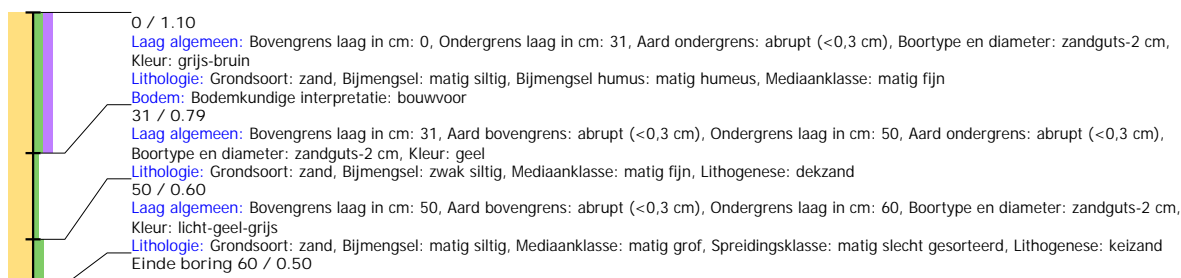 0 / 1.10
Laag algemeen: Bovengrens laag in cm: 0, Ondergrens laag in cm: 31, Aard ondergrens: abrupt (<0,3 cm), Boortype en diameter: zandguts-2 cm,
Kleur: grijs-bruin
Lithologie: Grondsoort: zand, Bijmengsel: matig siltig, Bijmengsel humus: matig humeus, Mediaanklasse: matig fijn
Bodem: Bodemkundige interpretatie: bouwvoor
31 / 0.79
Laag algemeen: Bovengrens laag in cm: 31, Aard bovengrens: abrupt (<0,3 cm), Ondergrens laag in cm: 50, Aard ondergrens: abrupt (<0,3 cm),
Boortype en diameter: zandguts-2 cm, Kleur: geel
Lithologie: Grondsoort: zand, Bijmengsel: zwak siltig, Mediaanklasse: matig fijn, Lithogenese: dekzand
50 / 0.60
Laag algemeen: Bovengrens laag in cm: 50, Aard bovengrens: abrupt (<0,3 cm), Ondergrens laag in cm: 60, Boortype en diameter: zandguts-2 cm,
Kleur: licht-geel-grijs
Lithologie: Grondsoort: zand, Bijmengsel: matig siltig, Mediaanklasse: matig grof, Spreidingsklasse: matig slecht gesorteerd, Lithogenese: keizand
Einde boring 60 / 0.50